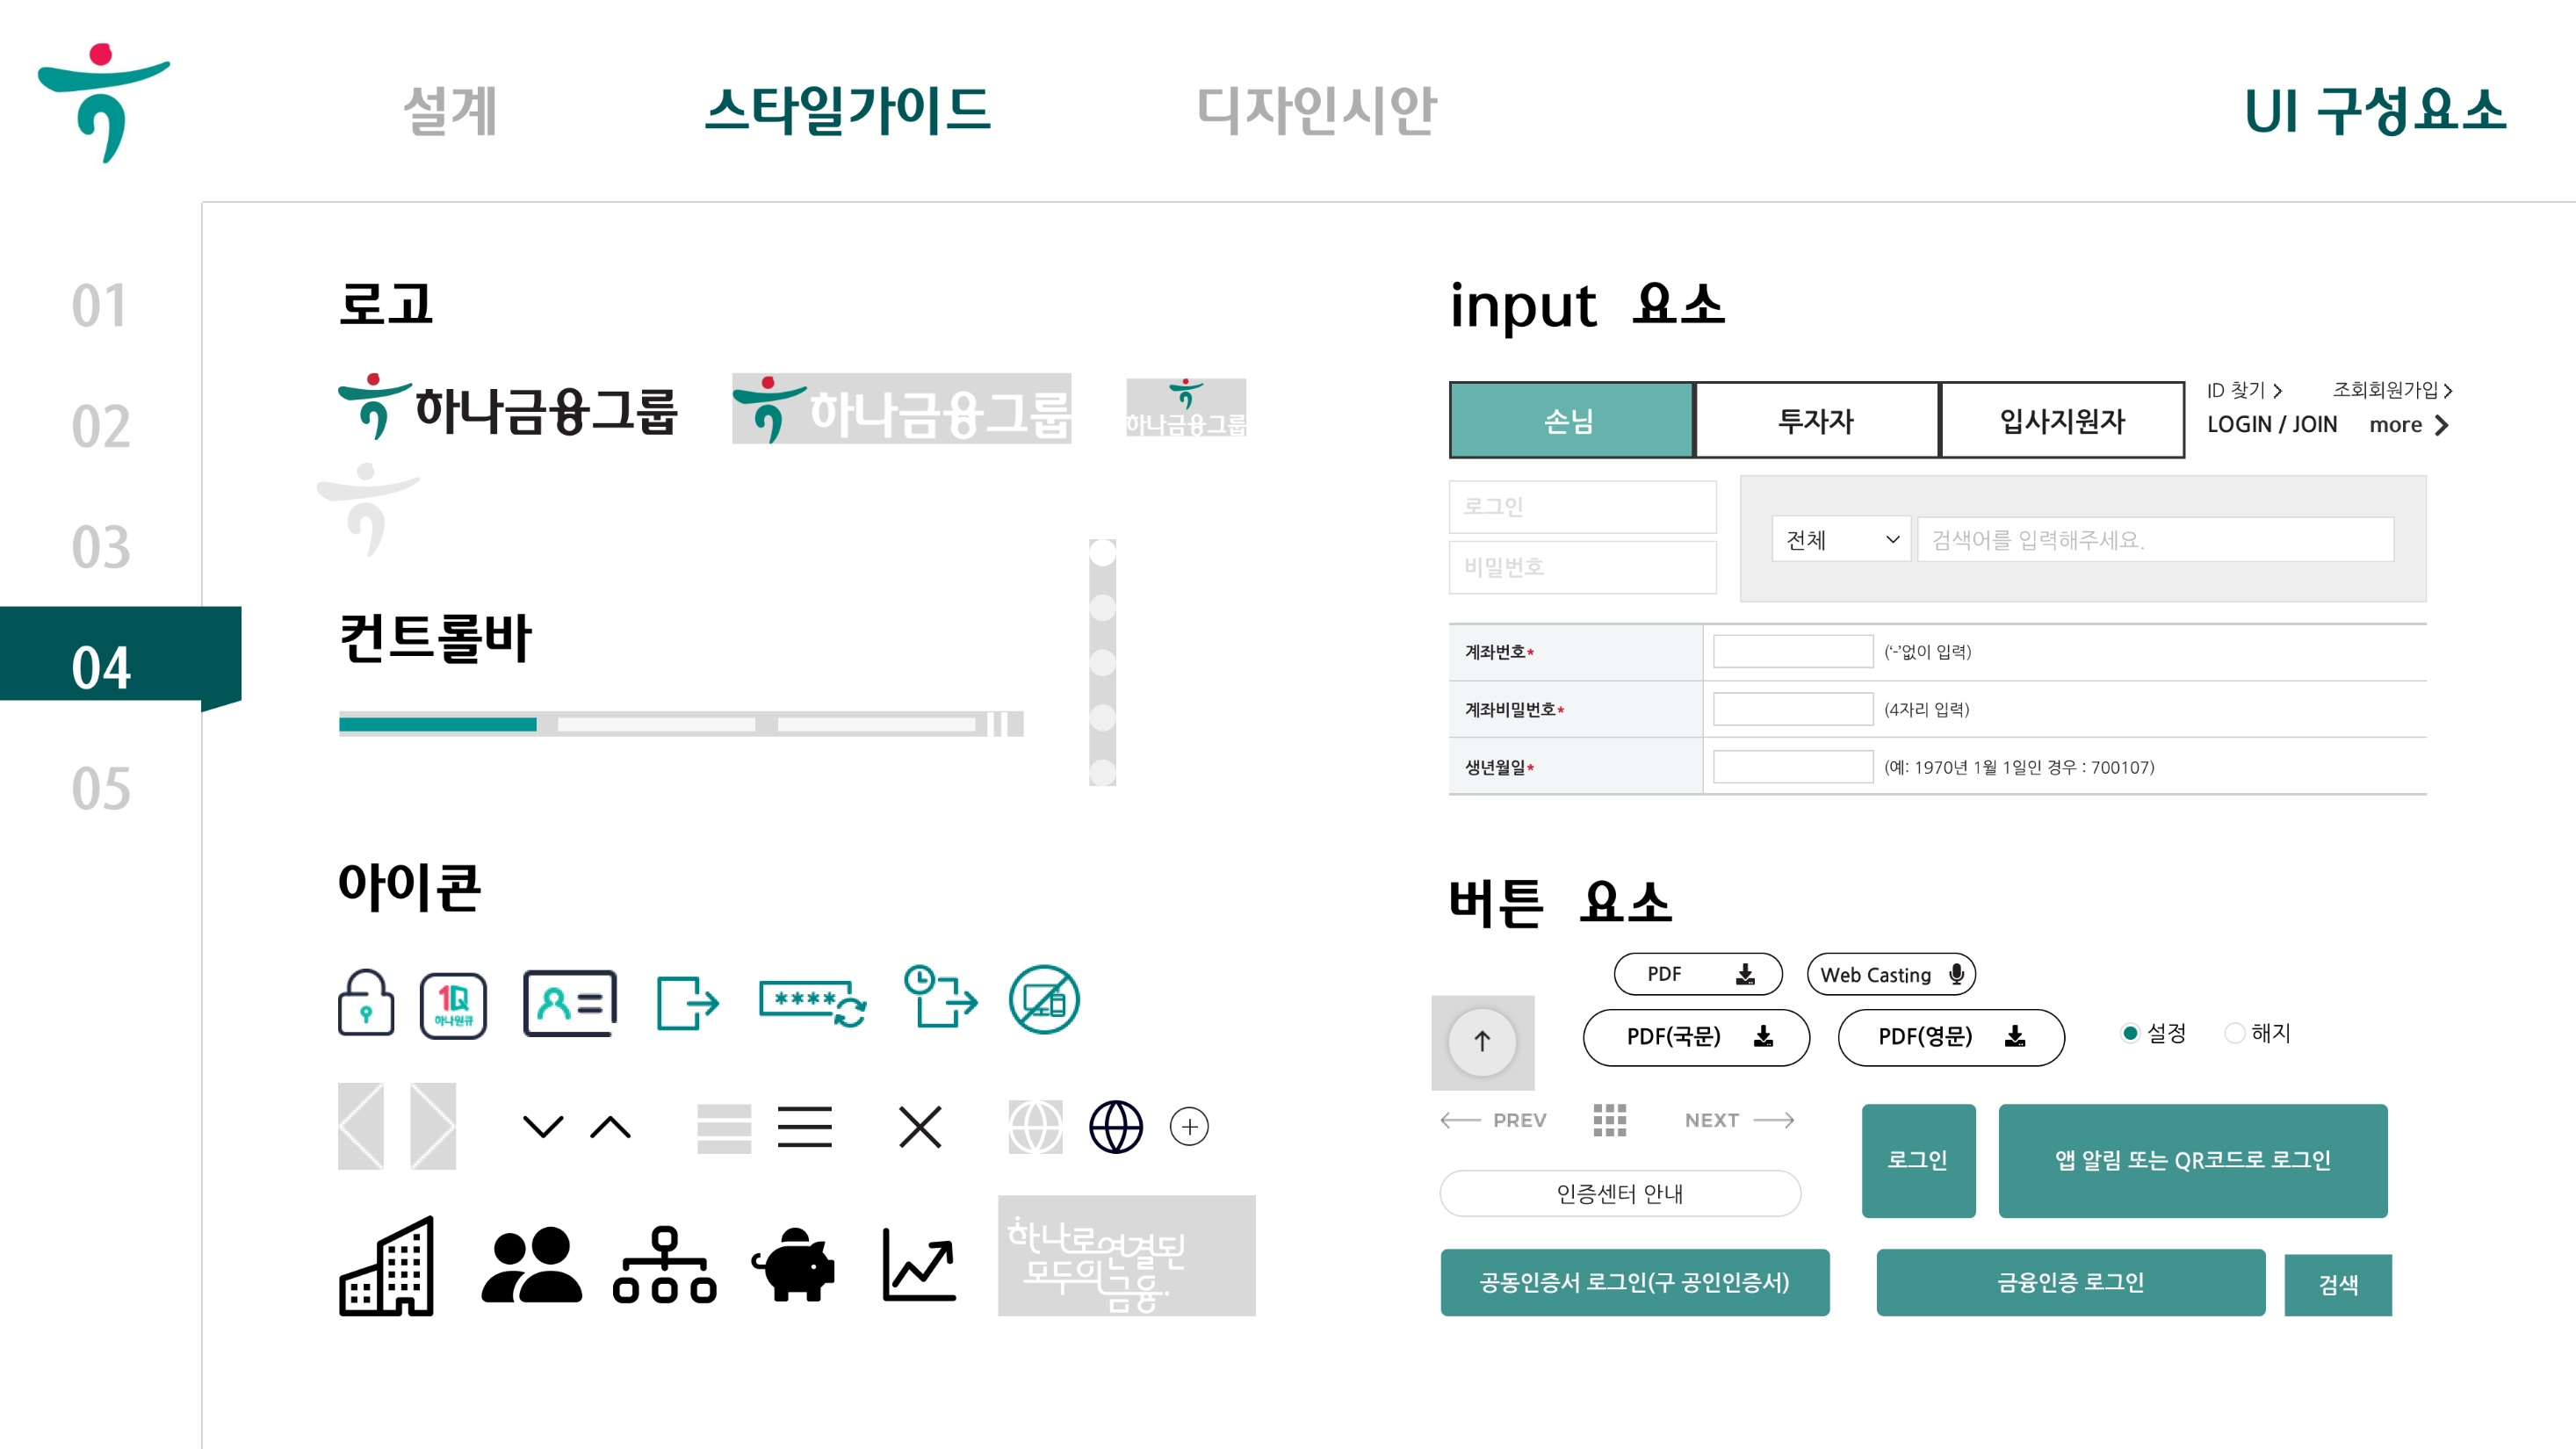 설계
스타일가이드
디자인시안
UI 구성요소
01
02
03
04
05
로고
하나금융그룹
하나금융그룹
하나금융그룹
컨트롤바
아이콘
1Q
하나원큐
****
하나로 연결된
모두의 금융
input 요소
손님
투자자
입사지원자
ID 찾기
조회회원가입
LOGIN / JOIN
more
로그인
비밀번호
전체
검색어를 입력해주세요.
계좌번호*
('-'없이 입력)
계좌비밀번호*
(4자리 입력)
생년월일*
(예: 1970년 1월 1일인 경우 : 700107)
버튼 요소
PDF
Web Casting
PDF(국문)
PDF(영문)
설정
해지
PREV
NEXT
로그인
앱 알림 또는 QR코드로 로그인
인증센터 안내
공동인증서 로그인(구 공인인증서)
금융인증 로그인
검색